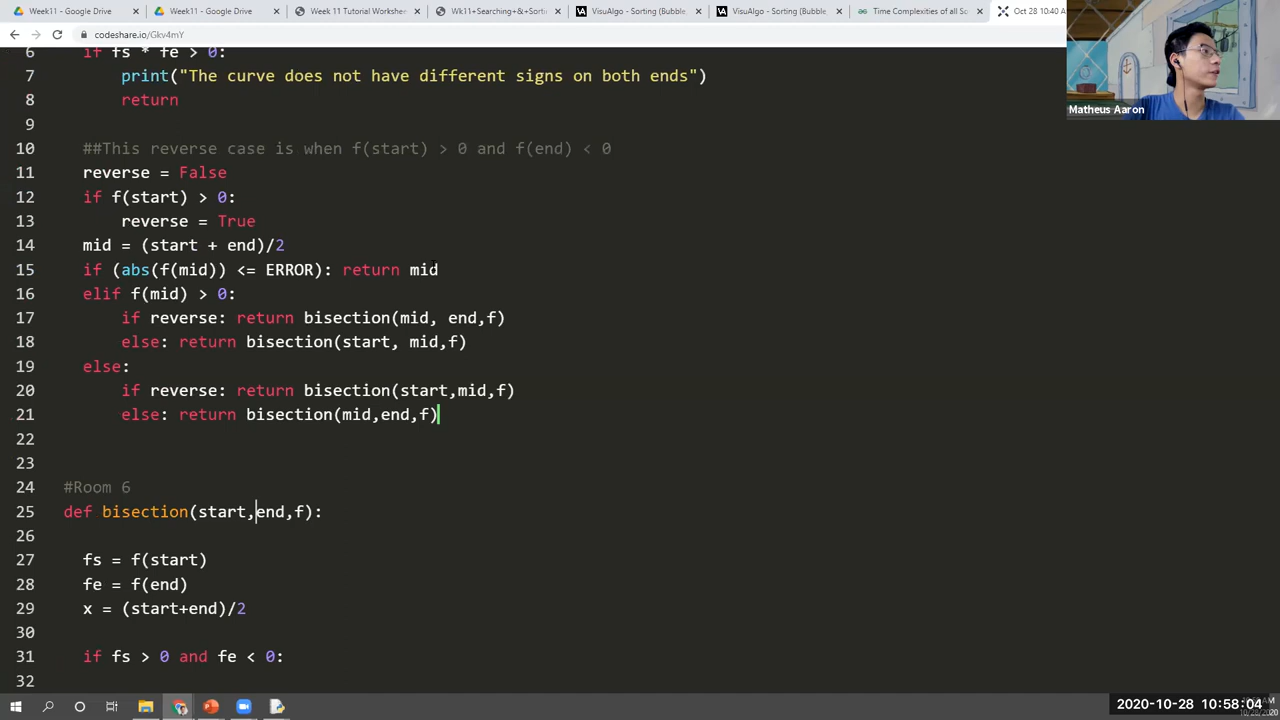 Week11 - Google Drive
Week11 - Google Drive
Week 11 Tutorial Workshe
Wk11+Searching+&+Sorti
VisuAlgo - Sorting (Bubble
VisuAlgo - Sorting (Bubble
Time Complexities of all So
Oct 28 10:40 A
codeshare.io/Gkv4mY
Matheus Aaron
6 if fs * fe > 0:
7 print("The curve does not have different signs on both ends")
8 return
9
10 ##This reverse case is when f(start) > 0 and f(end) < 0
11 reverse = False
12 if f(start) > 0:
13 reverse = True
14 mid = (start + end)/2
15 if (abs(f(mid)) <= ERROR): return mid
16 elif f(mid) > 0:
17 if reverse: return bisection(mid, end,f)
18 else: return bisection(start, mid,f)
19 else:
20 if reverse: return bisection(start,mid,f)
21 else: return bisection(mid,end,f)
22
23
24 #Room 6
25 def bisection(start,end,f):
26
27 fs = f(start)
28 fe = f(end)
29 x = (start+end)/2
30
31 if fs > 0 and fe < 0:
32
2020-10-28 10:58:04